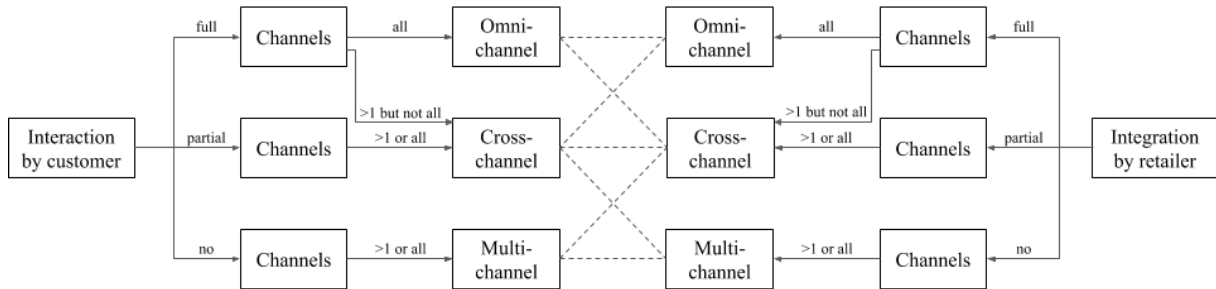 full
Channels
all
Omni-
channel
Omni-
channel
all
Channels
full
>1 but not all
>1 but not all
Interaction
by customer
partial
Channels
>1 or all
Cross-
channel
Cross-
channel
>1 or all
Channels
partial
Integration
by retailer
no
Channels
>1 or all
Multi-
channel
Multi-
channel
>1 or all
Channels
no